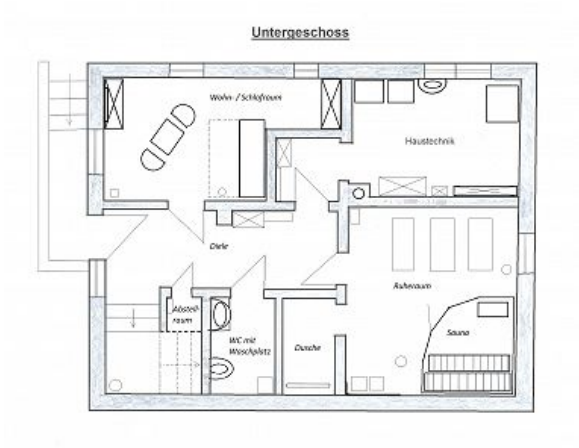 Untergeschoss
Wohn- / Schlafraum
Haustechnik
Diele
Ruheraum
Abstell-
raum
WC mit
Waschplatz
Dusche
Sauna